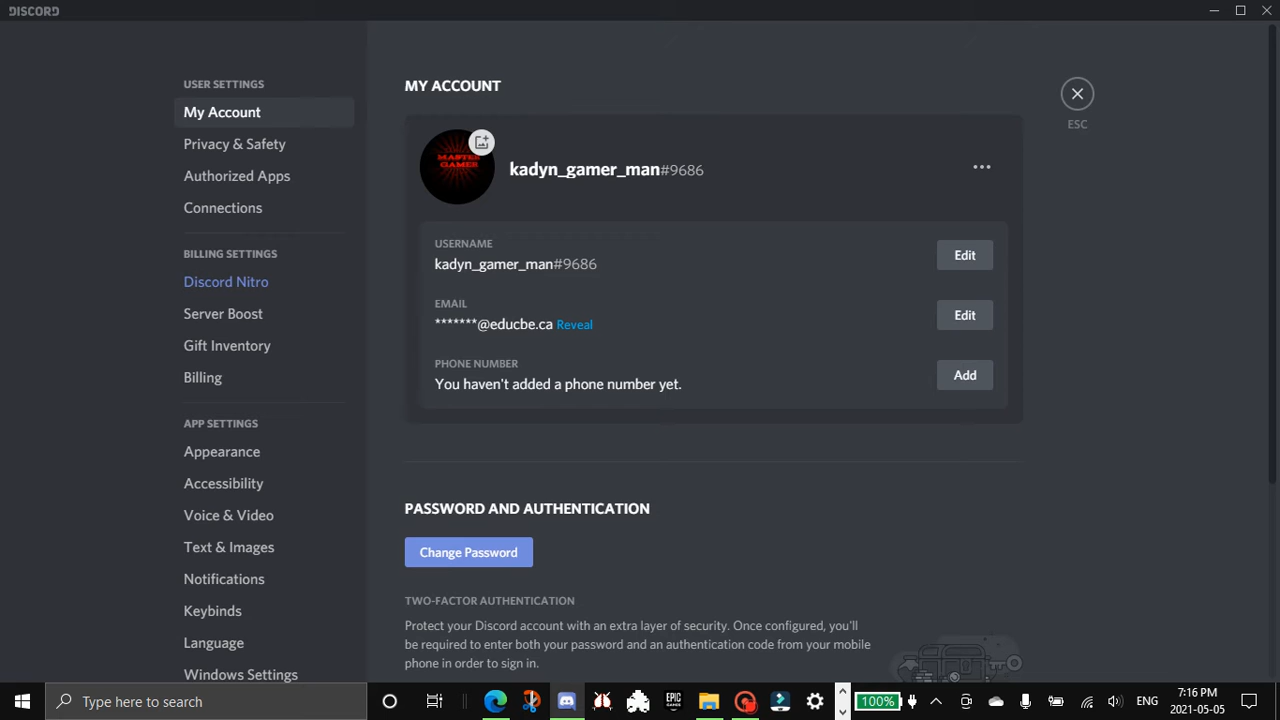 DISCORD
USER SETTINGS
My Account
Privacy & Safety
Authorized Apps
Connections
BILLING SETTINGS
Discord Nitro
Server Boost
Gift Inventory
Billing
APP SETTINGS
Appearance
Accessibility
Voice & Video
Text & Images
Notifications
Keybinds
Language
Windows Settings
MY ACCOUNT
ESC
MASTER
GAMER
kadyn_gamer_man#9686
USERNAME
kadyn_gamer_man#9686
Edit
EMAIL
*******@educbe.ca Reveal
Edit
PHONE NUMBER
You haven't added a phone number yet.
Add
PASSWORD AND AUTHENTICATION
Change Password
TWO-FACTOR AUTHENTICATION
Protect your Discord account with an extra layer of security. Once configured, you'll
be required to enter both your password and an authentication code from your mobile
phone in order to sign in.
Type here to search
EPIC
GAMES
100%
ENG
7:16 PM
2021-05-05